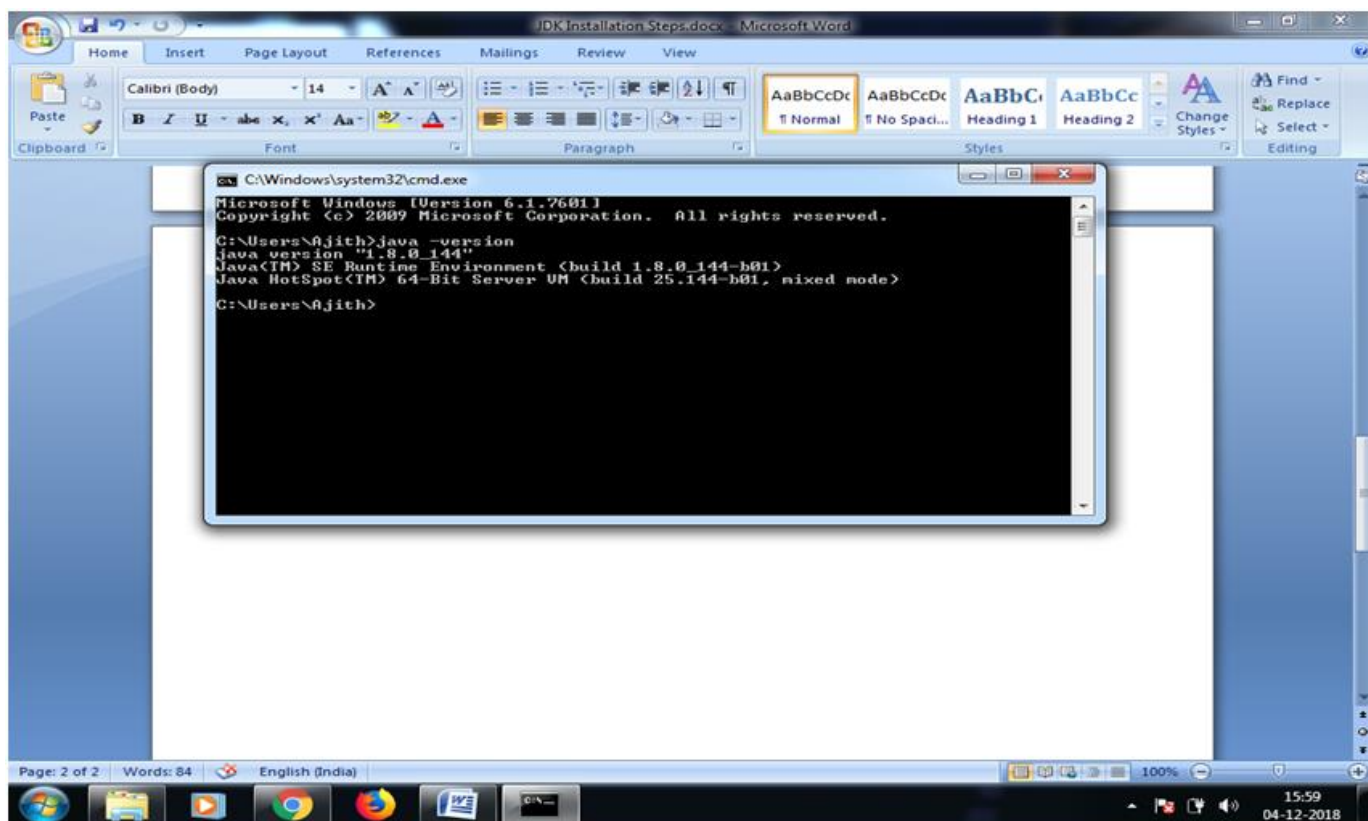 JDK Installation Steps.docx - Microsoft Word
Home Insert Page Layout References Mailings Review View
Calibri (Body) 14 A A Aa
B I U abc x, x' Aa A
Paste
AaBbCcDc AaBbCcDc AaBbC AaBbCc
¶ Normal ¶ No Spaci... Heading 1 Heading 2
Change
Styles
Find
Replace
Select
Clipboard Font Paragraph Styles Editing
C:\Windows\system32\cmd.exe
Microsoft Windows [Version 6.1.7601]
Copyright (c) 2009 Microsoft Corporation. All rights reserved.
C:\Users\Ajith>java -version
java version "1.8.0_144"
Java(TM) SE Runtime Environment (build 1.8.0_144-b01)
Java HotSpot(TM) 64-Bit Server VM (build 25.144-b01, mixed mode)
C:\Users\Ajith>
Page: 2 of 2 Words: 84 English (India) 100%
15:59
04-12-2018